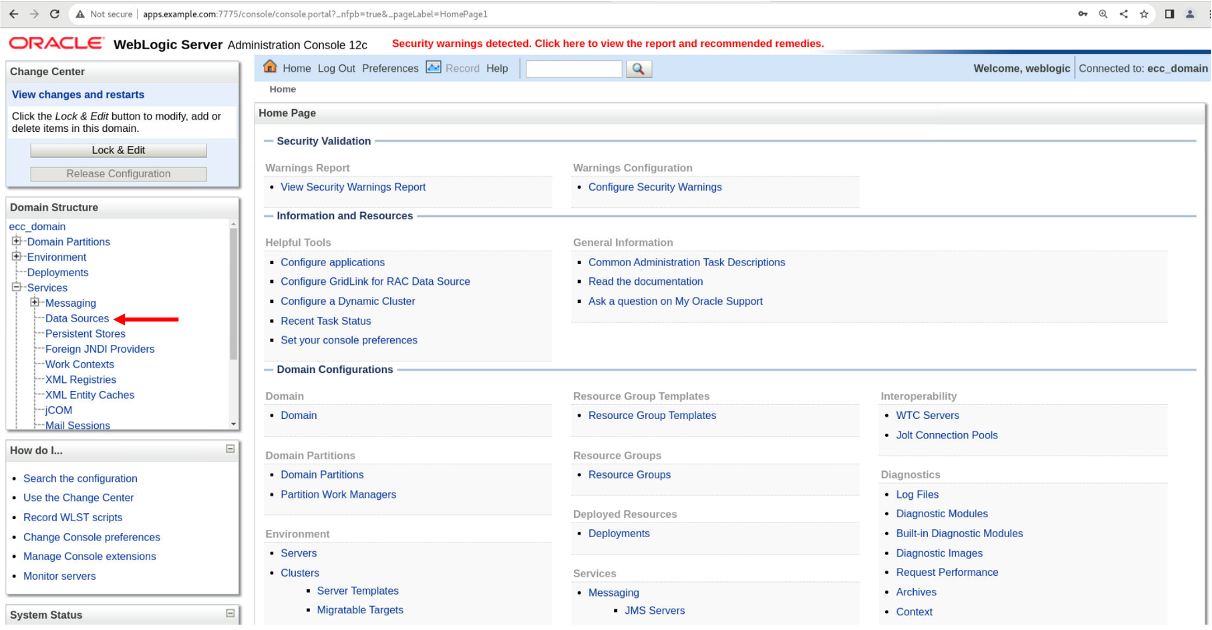 Not secure | apps.example.com:7775/console/console.portal?_nfpb=true&_pageLabel=HomePage1
ORACLE WebLogic Server Administration Console 12c
Security warnings detected. Click here to view the report and recommended remedies.
Change Center
View changes and restarts
Click the Lock & Edit button to modify, add or
delete items in this domain.
Lock & Edit
Release Configuration
Domain Structure
ecc_domain
Domain Partitions
Environment
Deployments
Services
Messaging
Data Sources
Persistent Stores
Foreign JNDI Providers
Work Contexts
XML Registries
XML Entity Caches
jCOM
Mail Sessions
How do I...
Search the configuration
Use the Change Center
Record WLST scripts
Change Console preferences
Manage Console extensions
Monitor servers
System Status
Home Log Out Preferences Record Help
Welcome, weblogic Connected to: ecc_domain
Home
Home Page
Security Validation
Warnings Report
View Security Warnings Report
Warnings Configuration
Configure Security Warnings
Information and Resources
Helpful Tools
Configure applications
Configure GridLink for RAC Data Source
Configure a Dynamic Cluster
Recent Task Status
Set your console preferences
General Information
Common Administration Task Descriptions
Read the documentation
Ask a question on My Oracle Support
Domain Configurations
Domain
Domain
Domain Partitions
Domain Partitions
Partition Work Managers
Environment
Servers
Clusters
Server Templates
Migratable Targets
Resource Group Templates
Resource Group Templates
Resource Groups
Resource Groups
Deployed Resources
Deployments
Services
Messaging
JMS Servers
Interoperability
WTC Servers
Jolt Connection Pools
Diagnostics
Log Files
Diagnostic Modules
Built-in Diagnostic Modules
Diagnostic Images
Request Performance
Archives
Context